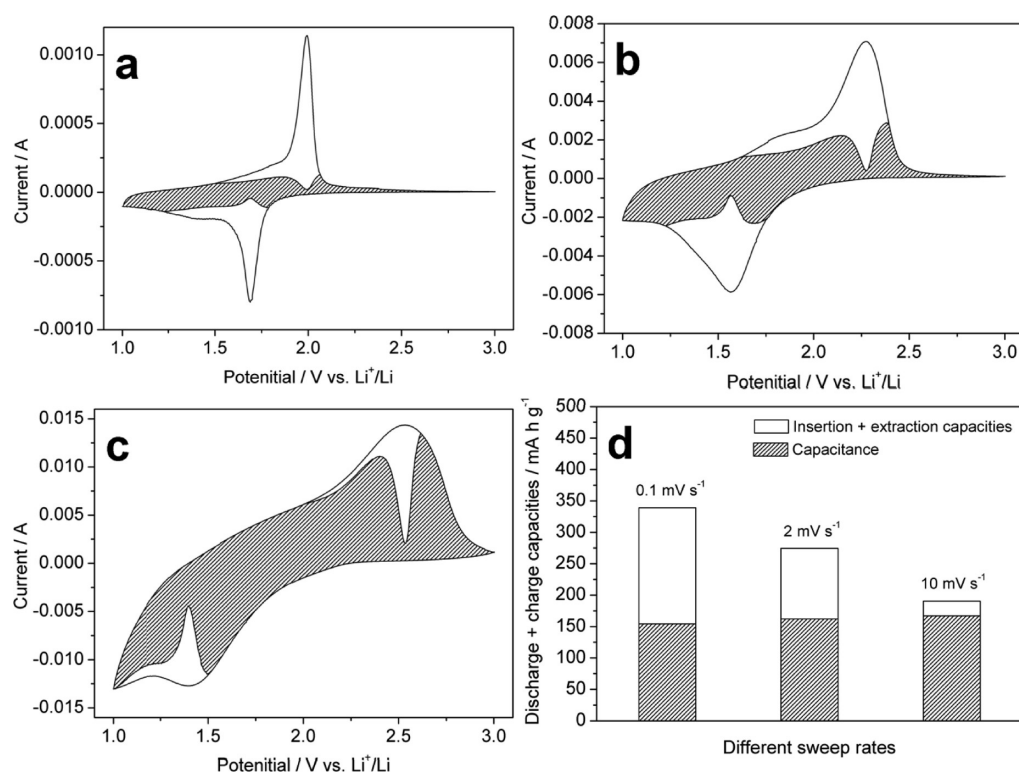 a
0.0010
0.0005
0.0000
-0.0005
-0.0010
Current / A
1.0 1.5 2.0 2.5 3.0
Potenitial / V vs. Li⁺/Li
b
0.008
0.006
0.004
0.002
0.000
-0.002
-0.004
-0.006
-0.008
Current / A
1.0 1.5 2.0 2.5 3.0
Potenitial / V vs. Li⁺/Li
c
0.015
0.010
0.005
0.000
-0.005
-0.010
-0.015
Current / A
1.0 1.5 2.0 2.5 3.0
Potenitial / V vs. Li⁺/Li
d
500
450
400
350
300
250
200
150
100
50
0
Discharge + charge capacities / mA h g⁻¹
Insertion + extraction capacities
Capacitance
0.1 mV s⁻¹
2 mV s⁻¹
10 mV s⁻¹
Different sweep rates